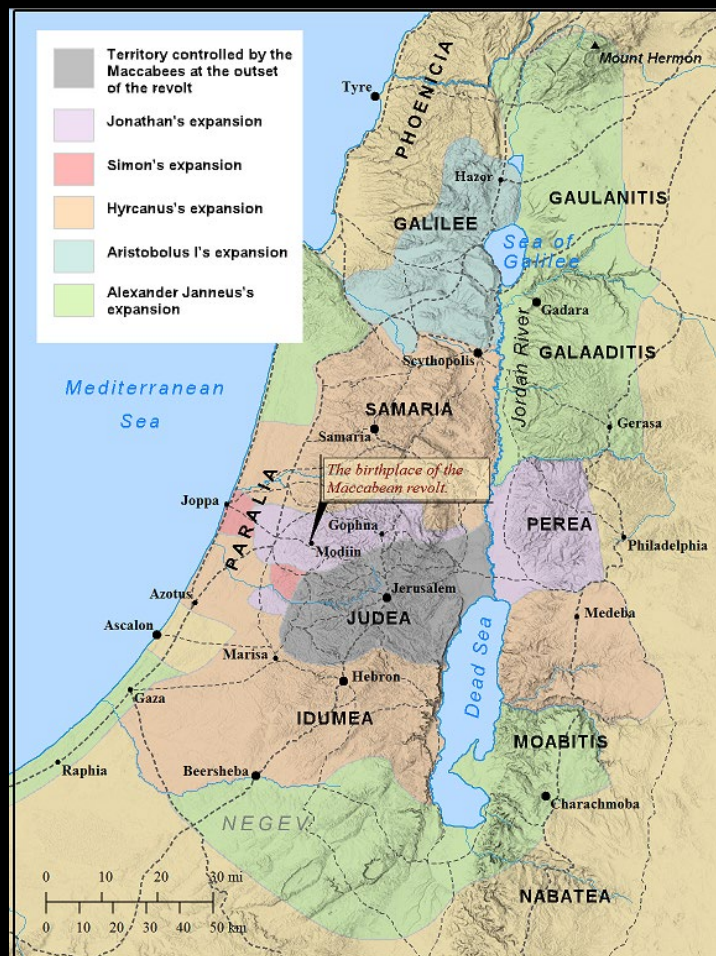 Territory controlled by the
Maccabees at the outset
of the revolt
Jonathan's expansion
Simon's expansion
Hyrcanus's expansion
Aristobolus I's expansion
Alexander Janneus's
expansion
Mount Hermon
Tyre
PHOENICIA
Hazor
GAULANITIS
GALILEE
Sea of
Galilee
Gadara
Jordan River
GALAADITIS
Scythopolis
Mediterranean
Sea
SAMARIA
Samaria
Gerasa
The birthplace of the
Maccabean revolt.
Joppa
PARALIA
Gophna
Modiin
PEREA
Philadelphia
Azotus
Jerusalem
JUDEA
Medeba
Ascalon
Marisa
Hebron
Dead Sea
Gaza
IDUMEA
MOABITIS
Raphia
Beersheba
Charachmoba
NEGEV
0 10 20 30 mi
0 10 20 30 40 50 km
NABATEA